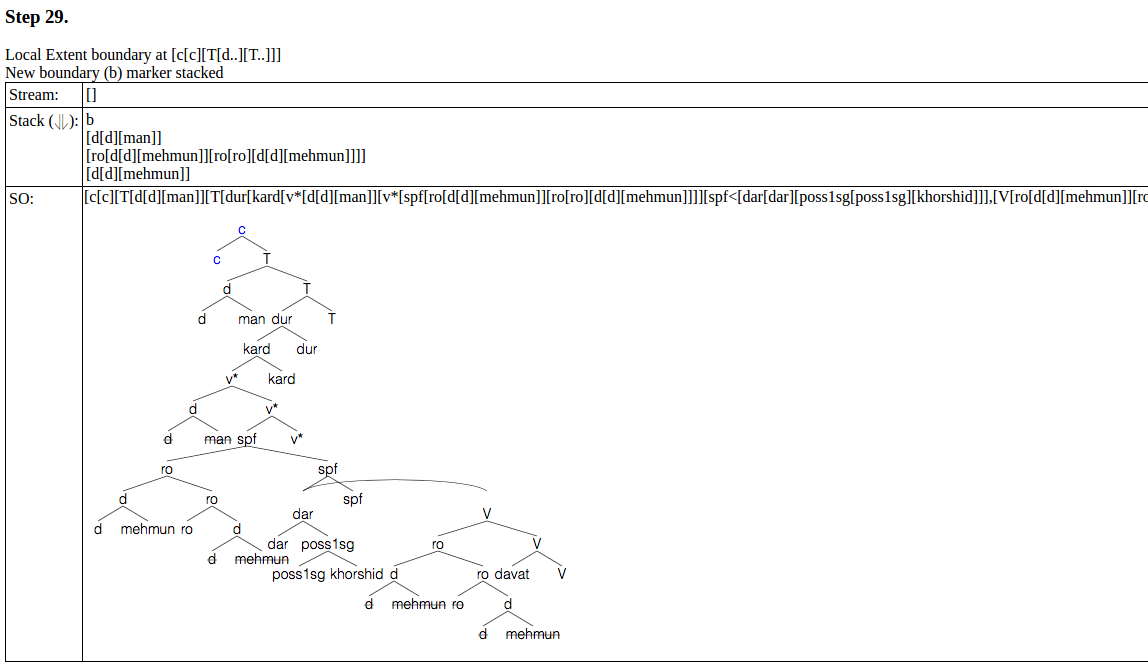 Step 29.
Local Extent boundary at [c[c][T[d..][T..]]]
New boundary (b) marker stacked
Stream: []
Stack (⇓): b
[d[d][man]]
[ro[d[d][mehmun]][ro[ro][d[d][mehmun]]]]
[d[d][mehmun]]
SO: [c[c][T[d[d][man]][T[dur[kard[v*[d[d][man]][v*[spf[ro[d[d][mehmun]][ro[ro][d[d][mehmun]]]][spf<[dar[dar][poss1sg[poss1sg][khorshid]]],[V[ro[d[d][mehmun]][ro
c
c T
d T
d man dur T
kard dur
v* kard
d v*
d man spf v*
ro spf
d ro spf
dar V
d mehmun ro d dar poss1sg ro V
d mehmun poss1sg khorshid d ro davat V
d mehmun ro d
d mehmun